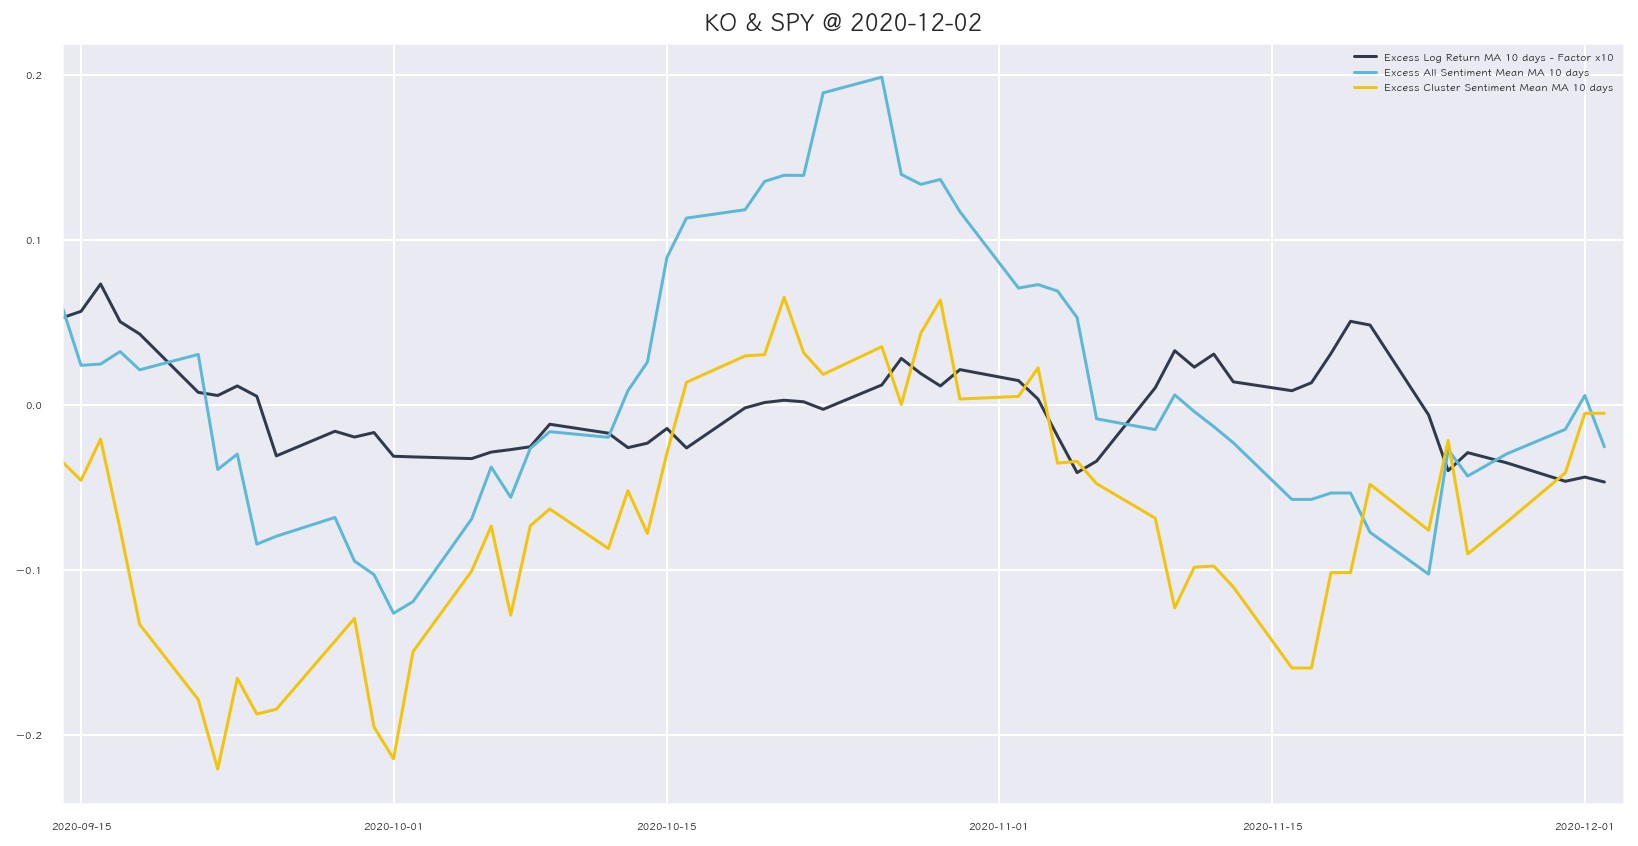 KO & SPY @ 2020-12-02
Excess Log Return MA 10 days - Factor x10
Excess All Sentiment Mean MA 10 days
Excess Cluster Sentiment Mean MA 10 days
0.2
0.1
0.0
−0.1
−0.2
2020-09-15 2020-10-01 2020-10-15 2020-11-01 2020-11-15 2020-12-01